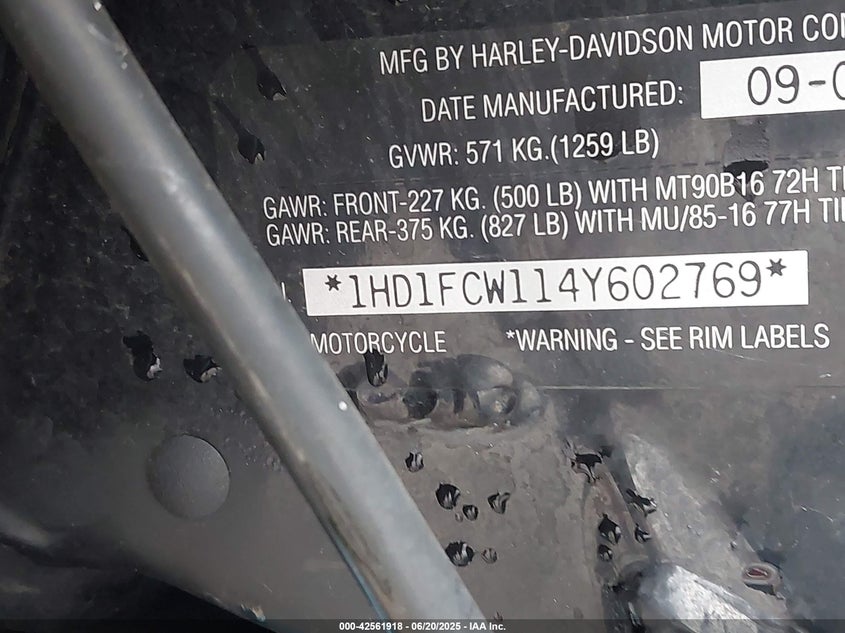 MFG BY HARLEY-DAVIDSON MOTOR
DATE MANUFACTURED: 09-
GVWR: 571 KG.(1259 LB)
GAWR: FRONT-227 KG. (500 LB) WITH MT90B16 72H
GAWR: REAR-375 KG. (827 LB) WITH MU/85-16 77H
*1HD1FCW114Y602769*
MOTORCYCLE *WARNING - SEE RIM LABELS
000-42561918 - 06/20/2025 - IAA Inc.